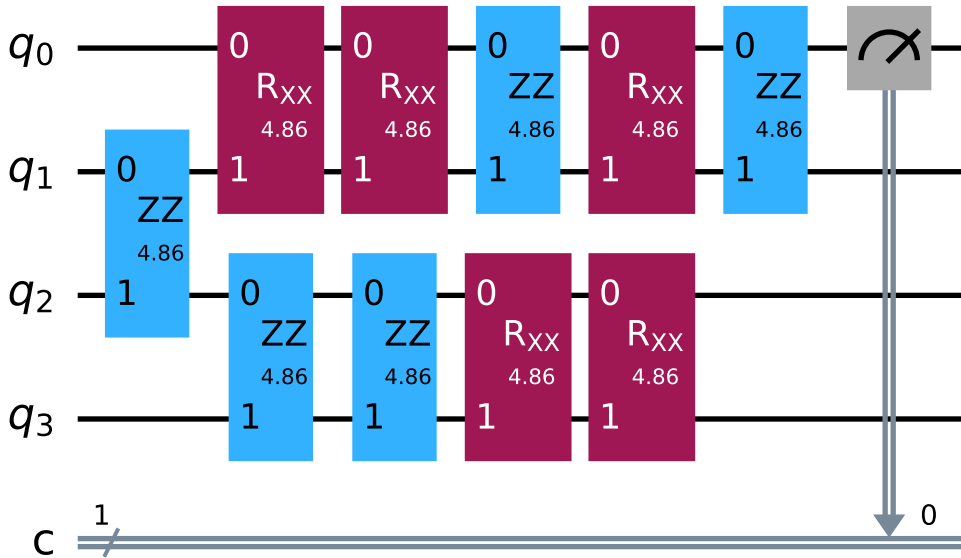 q0 0 0 0 0 0
RXX RXX ZZ RXX ZZ
4.86 4.86 4.86 4.86 4.86
q1 0 1 1 1 1 1
ZZ
4.86
q2 1 0 0 0 0
ZZ ZZ RXX RXX
4.86 4.86 4.86 4.86
q3 1 1 1 1
1 0
c